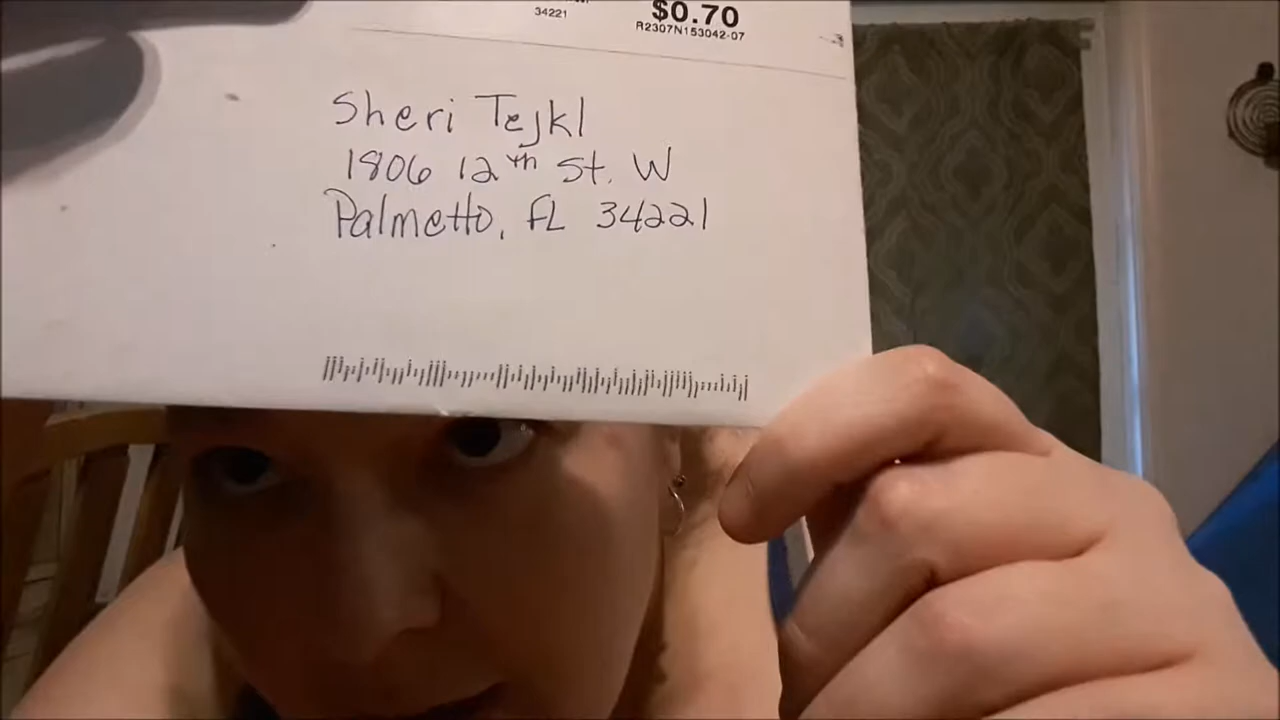 34221
$0.70
R2307N153042-07
Sheri Tejkl
1806 12th St. W
Palmetto, FL 34221